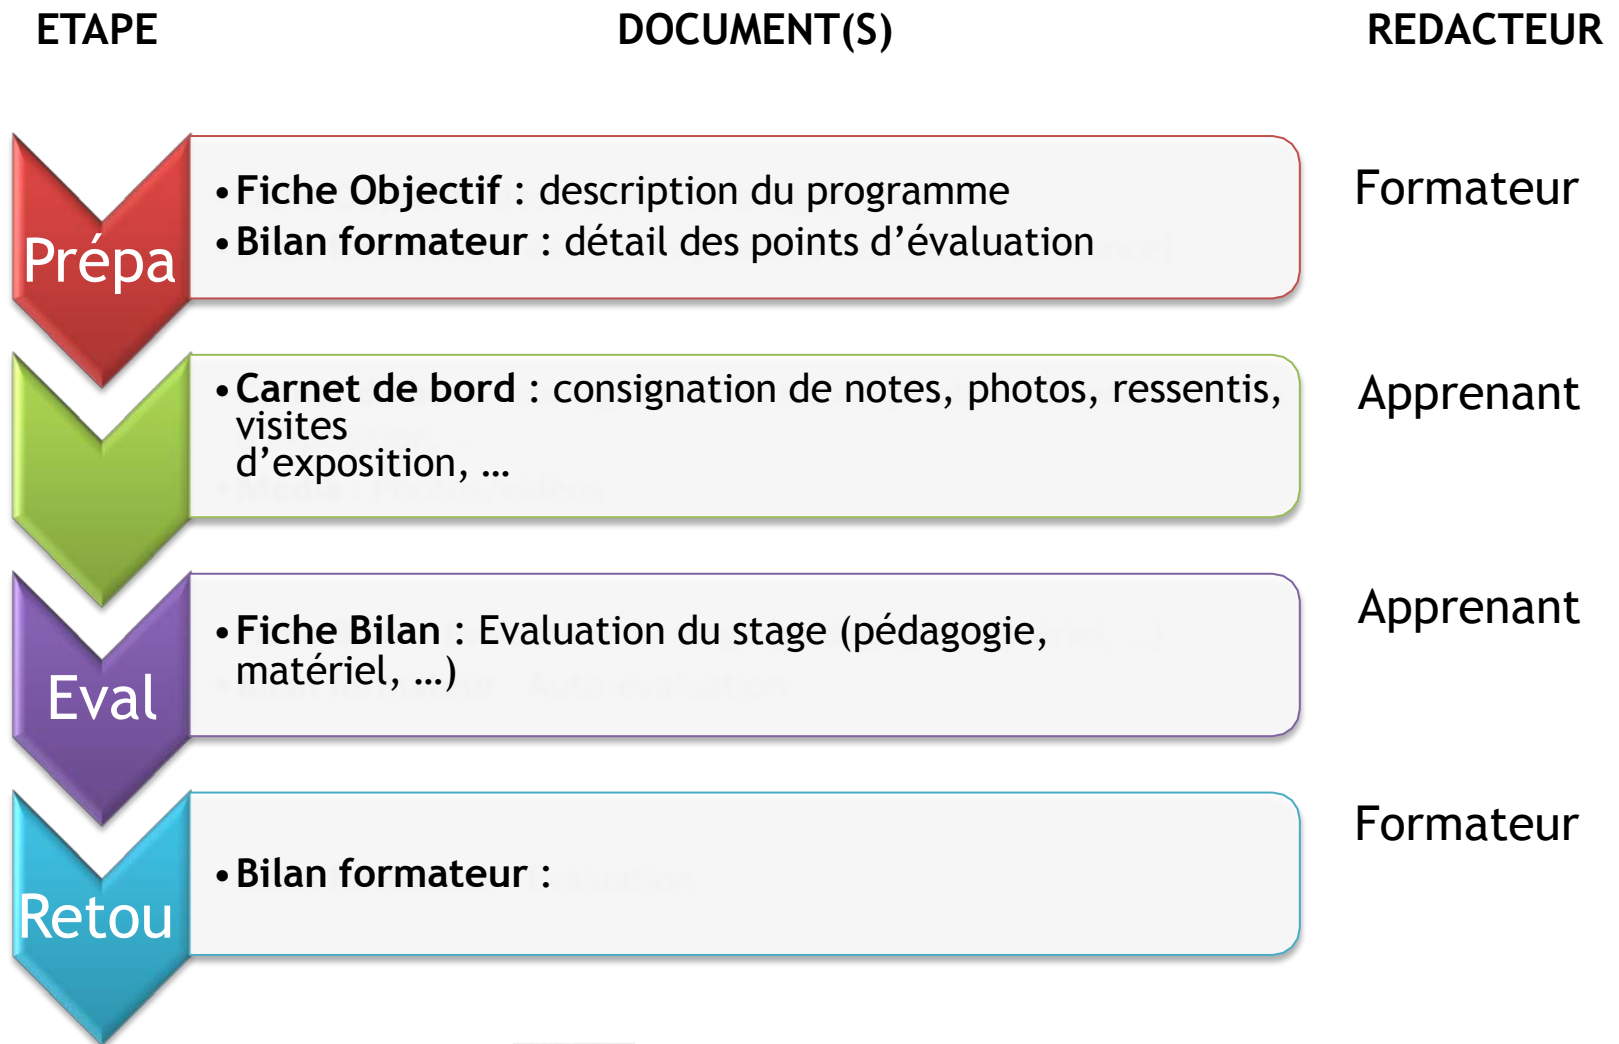 ETAPE DOCUMENT(S) REDACTEUR
Prépa
•Fiche Objectif : description du programme
•Bilan formateur : détail des points d’évaluation
Formateur
•Carnet de bord : consignation de notes, photos, ressentis,
visites
d’exposition, …
Apprenant
Eval
•Fiche Bilan : Evaluation du stage (pédagogie,
matériel, …)
Apprenant
Retou
•Bilan formateur :
Formateur